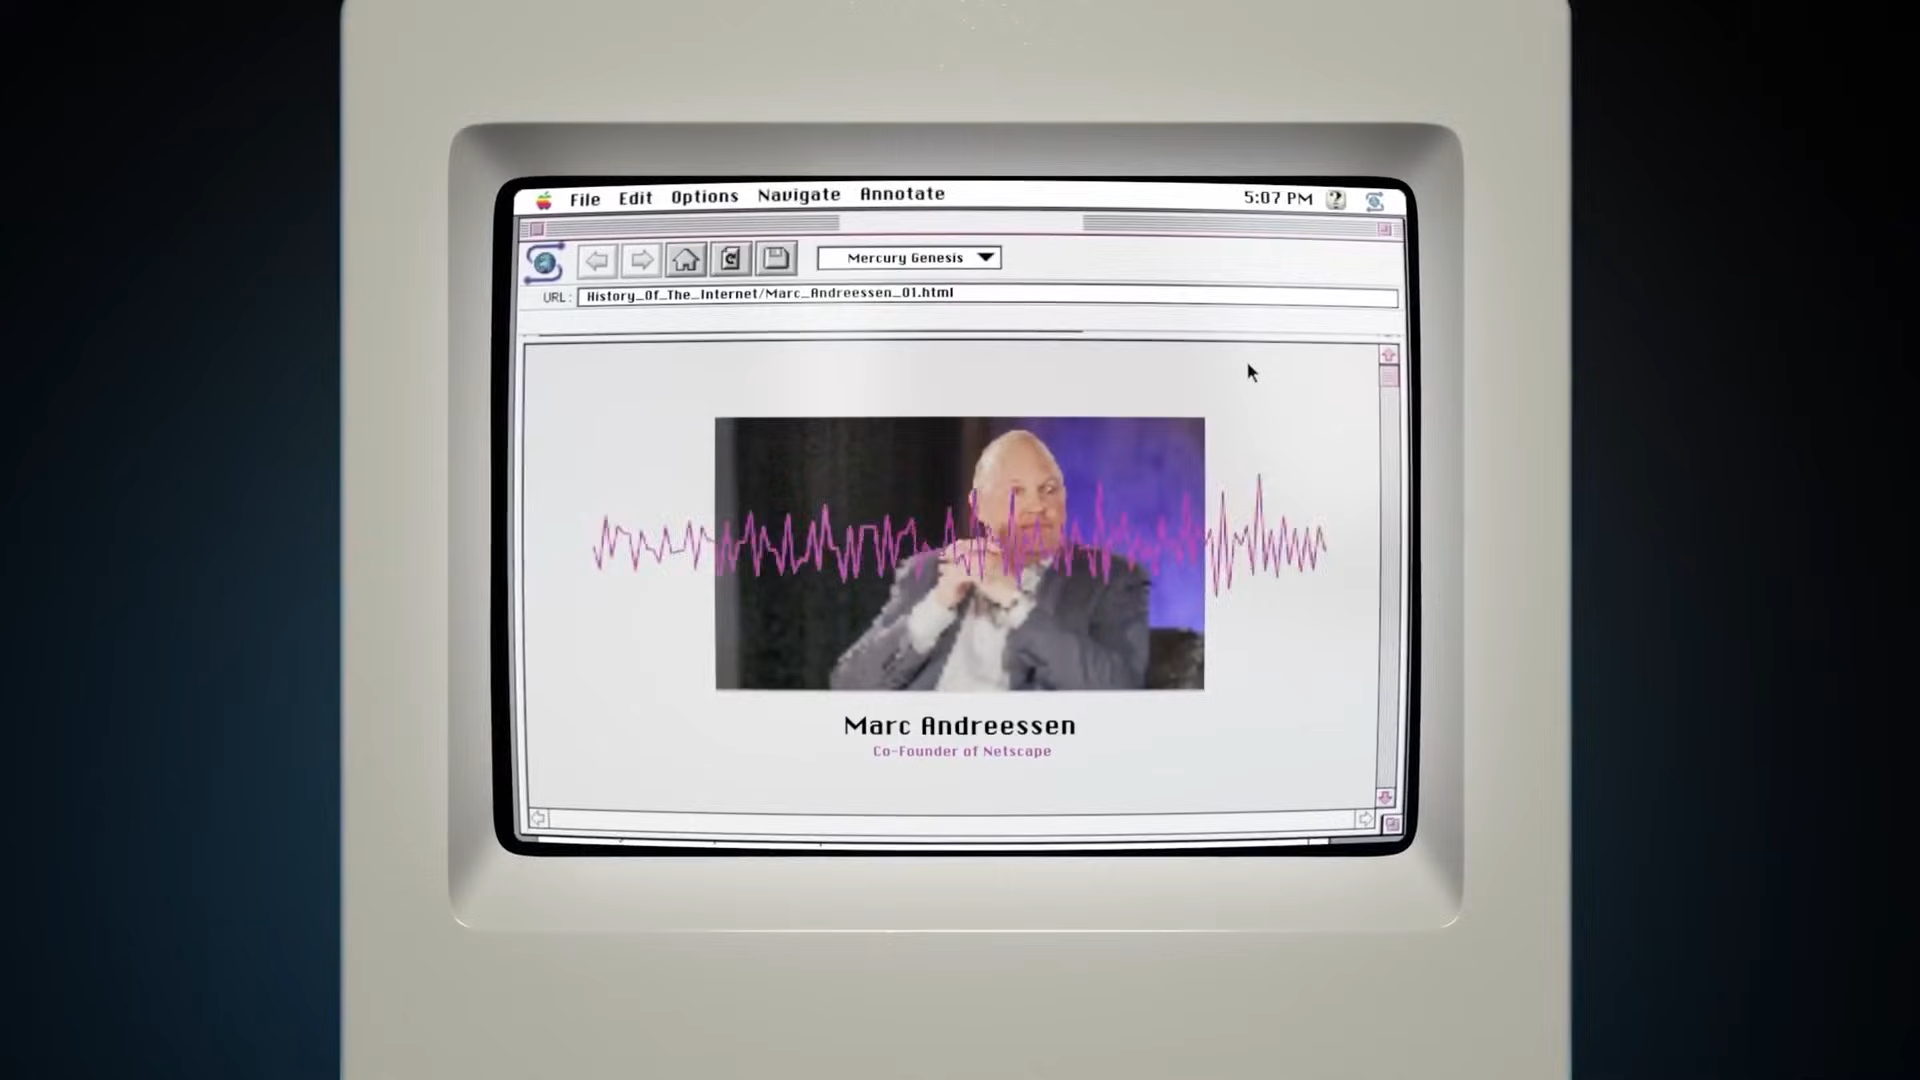 File Edit Options Navigate Annotate 5:07 PM
Mercury Genesis
URL: History_Of_The_Internet/Marc_Andreessen_01.html
Marc Andreessen
Co-Founder of Netscape